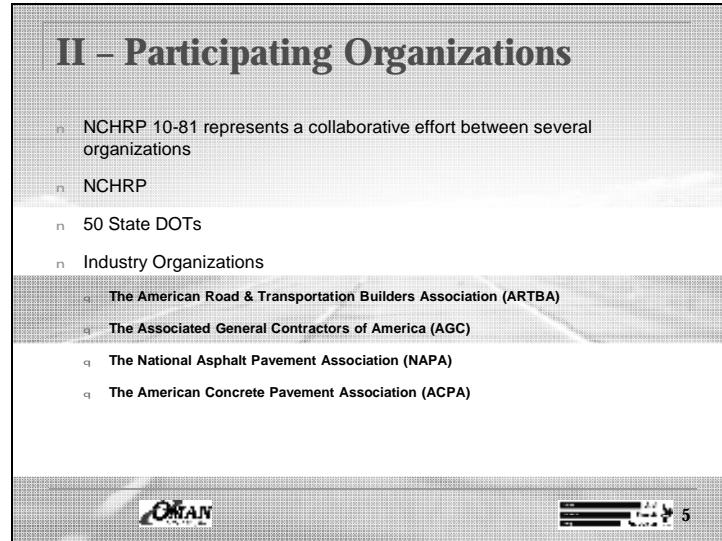 II – Participating Organizations
n NCHRP 10-81 represents a collaborative effort between several
organizations
n NCHRP
n 50 State DOTs
n Industry Organizations
q The American Road & Transportation Builders Association (ARTBA)
q The Associated General Contractors of America (AGC)
q The National Asphalt Pavement Association (NAPA)
q The American Concrete Pavement Association (ACPA)
OMAN
5